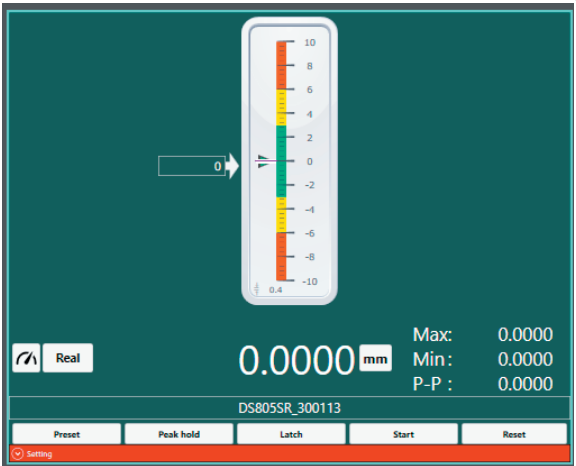 10
8
6
4
2
0
0
-2
-4
-6
-8
-10
0.4
Real
0.0000 mm
Max: 0.0000
Min: 0.0000
P-P : 0.0000
DS805SR_300113
Preset Peak hold Latch Start Reset
Setting